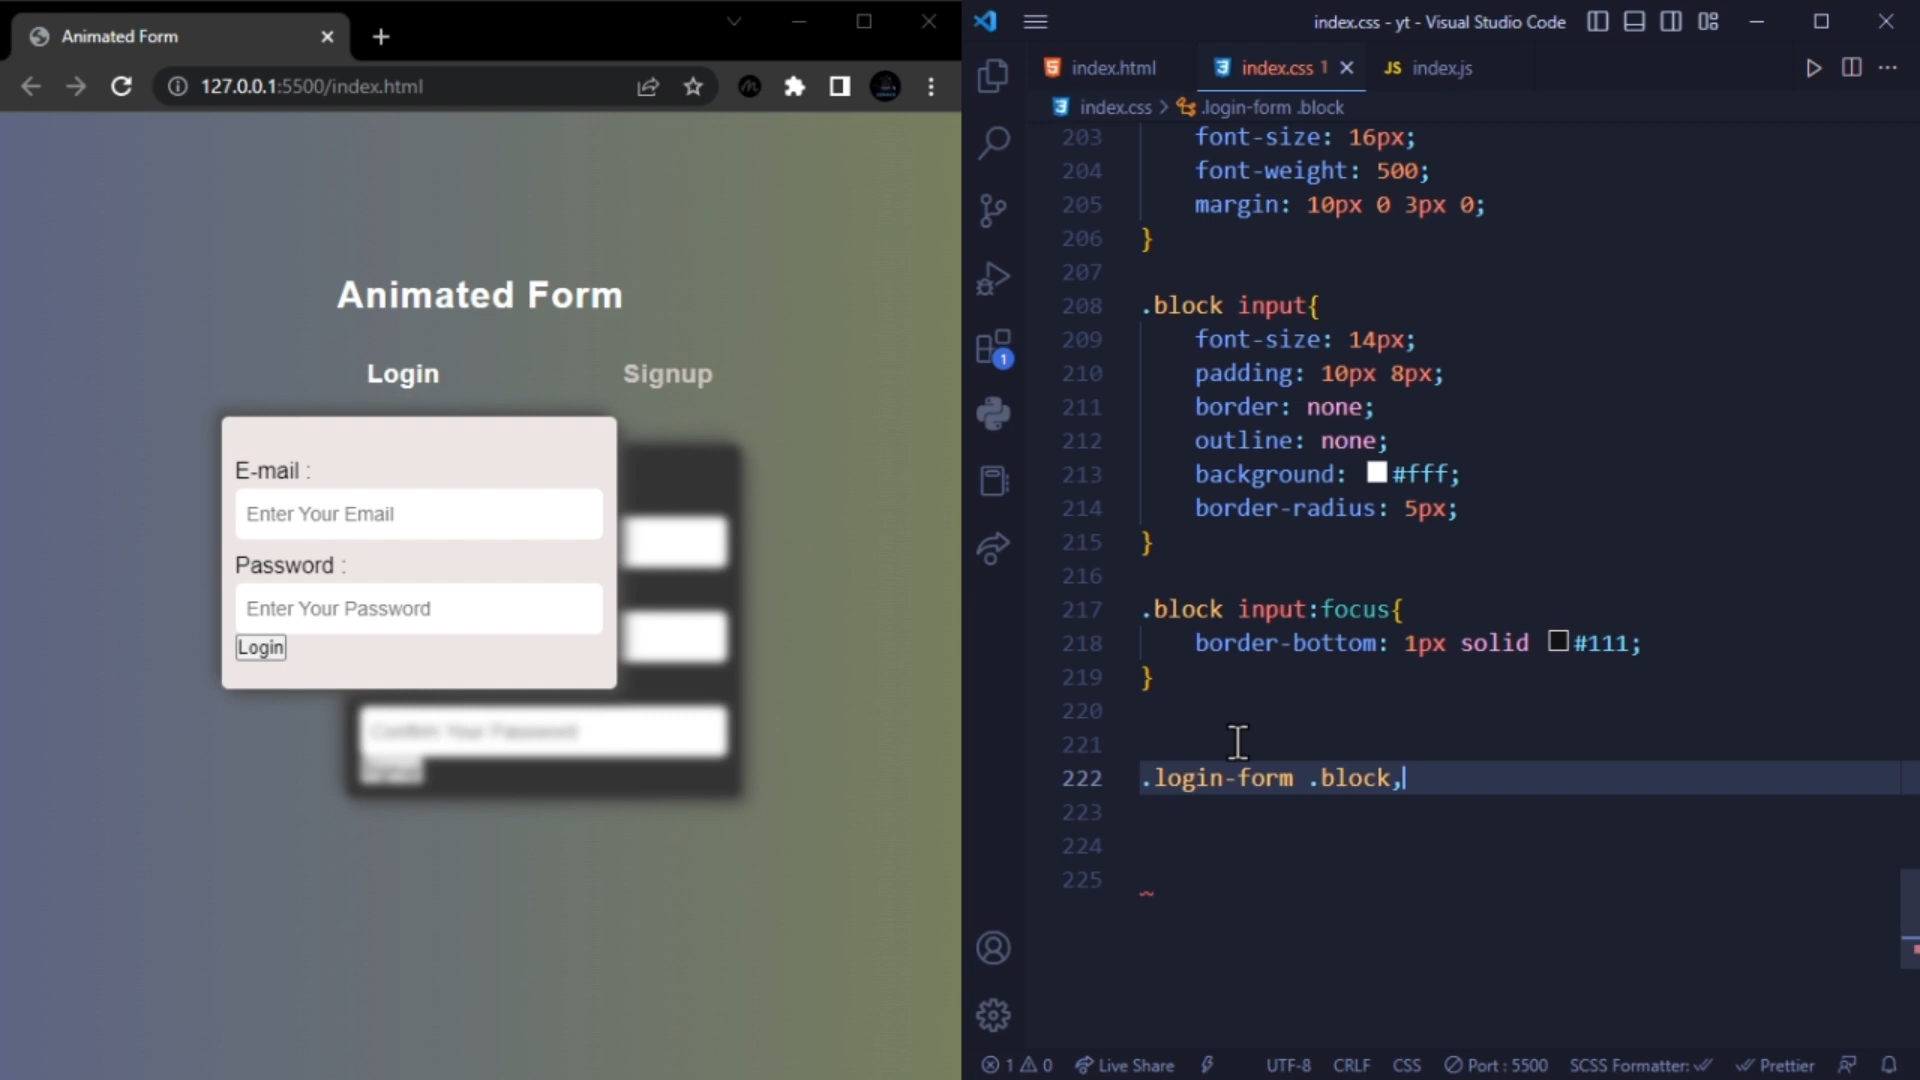 Animated Form
127.0.0.1:5500/index.html
Animated Form
Login
Signup
E-mail :
Enter Your Email
Password :
Enter Your Password
Login
Confirm Your Password
index.css - yt - Visual Studio Code
index.html
index.css 1
JS index.js
index.css > .login-form .block
1
203 font-size: 16px;
204 font-weight: 500;
205 margin: 10px 0 3px 0;
206 }
207
208 .block input{
209 font-size: 14px;
210 padding: 10px 8px;
211 border: none;
212 outline: none;
213 background: #fff;
214 border-radius: 5px;
215 }
216
217 .block input:focus{
218 border-bottom: 1px solid #111;
219 }
220
221
222 .login-form .block,
223
224
225
1 0 Live Share UTF-8 CRLF CSS Port : 5500 SCSS Formatter: Prettier